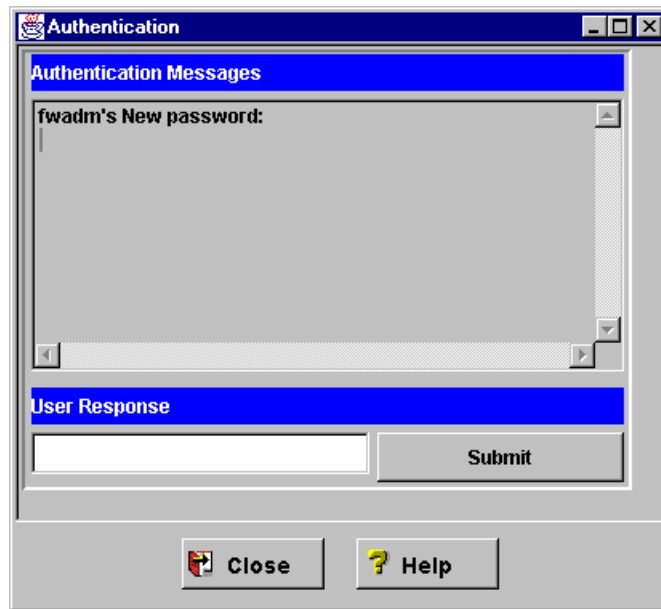 Authentication
Authentication Messages
fwadm's New password:
User Response
Submit
Close
? Help